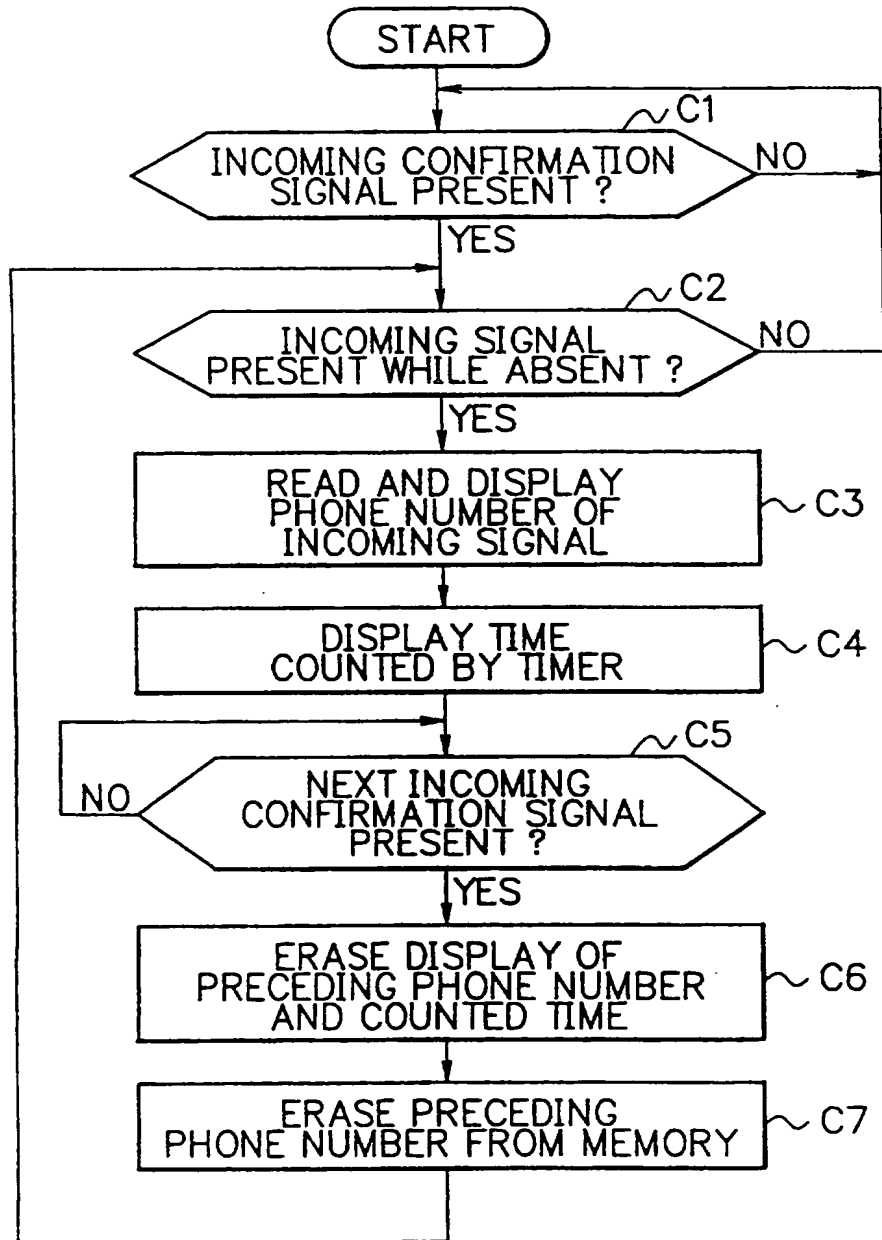 START
C1
INCOMING CONFIRMATION
SIGNAL PRESENT ?
NO
YES
C2
INCOMING SIGNAL
PRESENT WHILE ABSENT ?
NO
YES
READ AND DISPLAY
PHONE NUMBER OF
INCOMING SIGNAL
C3
DISPLAY TIME
COUNTED BY TIMER
C4
C5
NEXT INCOMING
CONFIRMATION SIGNAL
PRESENT ?
NO
YES
ERASE DISPLAY OF
PRECEDING PHONE NUMBER
AND COUNTED TIME
C6
ERASE PRECEDING
PHONE NUMBER FROM MEMORY
C7